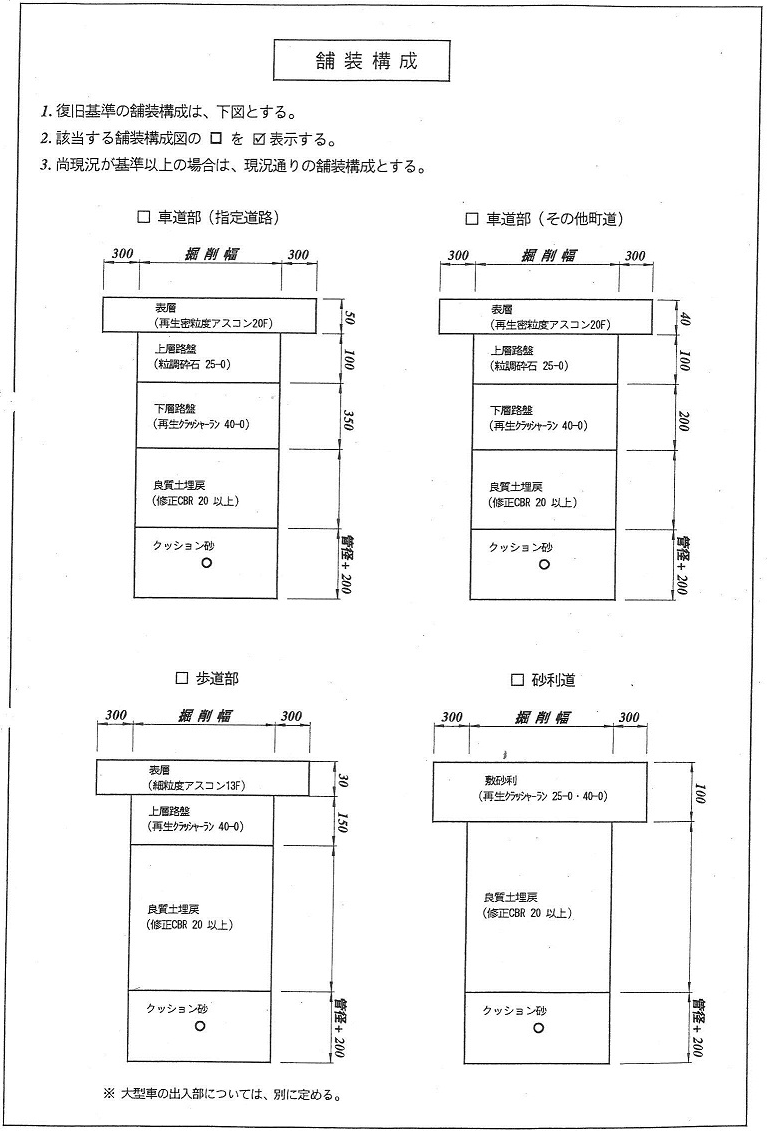 舗装構成
1. 復旧基準の舗装構成は、下図とする。
2. 該当する舗装構成図の □ を ☑ 表示する。
3. 尚現況が基準以上の場合は、現況通りの舗装構成とする。
□ 車道部（指定道路）
300 掘削幅 300
表層
（再生密粒度アスコン20F）
50
上層路盤
（粒調砕石 25-0）
100
下層路盤
（再生クラッシャーラン 40-0）
350
良質土埋戻
（修正CBR 20 以上）
クッション砂
管径+200
□ 車道部（その他町道）
300 掘削幅 300
表層
（再生密粒度アスコン20F）
40
上層路盤
（粒調砕石 25-0）
100
下層路盤
（再生クラッシャーラン 40-0）
200
良質土埋戻
（修正CBR 20 以上）
クッション砂
管径+200
□ 歩道部
300 掘削幅 300
表層
（細粒度アスコン13F）
30
上層路盤
（再生クラッシャーラン 40-0）
150
良質土埋戻
（修正CBR 20 以上）
クッション砂
管径+200
□ 砂利道
300 掘削幅 300
敷砂利
（再生クラッシャーラン 25-0・40-0）
100
良質土埋戻
（修正CBR 20 以上）
クッション砂
管径+200
※ 大型車の出入部については、別に定める。